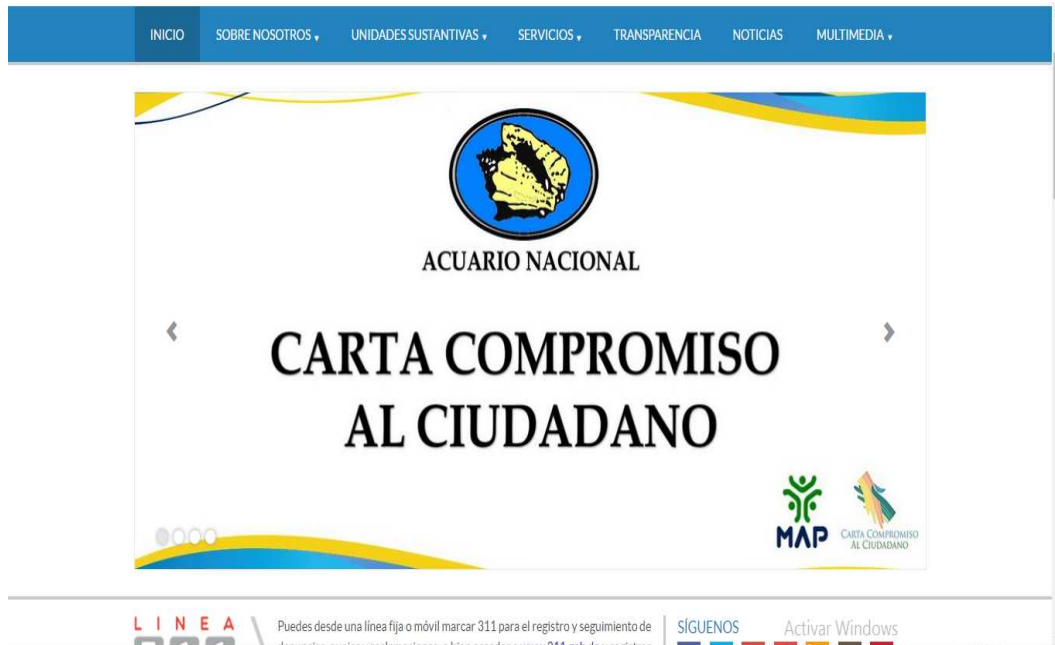 INICIO SOBRE NOSOTROS UNIDADES SUSTANTIVAS SERVICIOS TRANSPARENCIA NOTICIAS MULTIMEDIA
ACUARIO NACIONAL
CARTA COMPROMISO
AL CIUDADANO
MAP
CARTA COMPROMISO
AL CIUDADANO
LINEA
Puedes desde una línea fija o móvil marcar 311 para el registro y seguimiento de
SÍGUENOS
Activar Windows